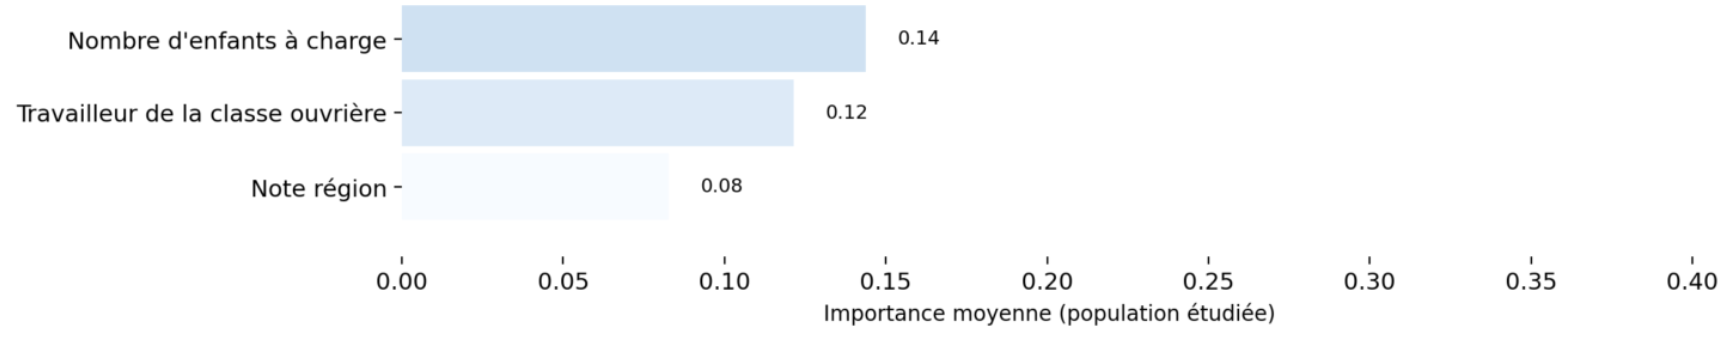 Nombre d'enfants à charge 0.14
Travailleur de la classe ouvrière 0.12
Note région 0.08
0.00 0.05 0.10 0.15 0.20 0.25 0.30 0.35 0.40
Importance moyenne (population étudiée)